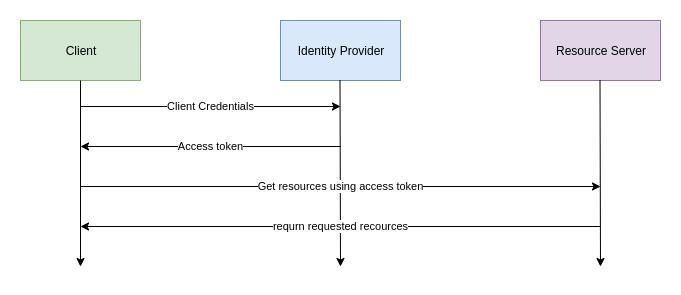 Client
Identity Provider
Resource Server
Client Credentials
Access token
Get resources using access token
requrn requested recources